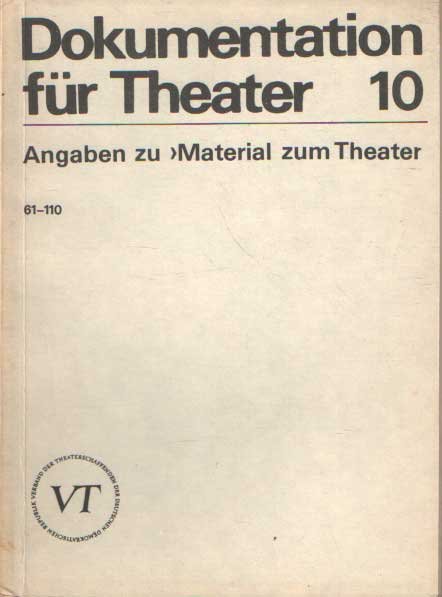 Dokumentation
für Theater 10
Angaben zu ›Material zum Theater
61–110
VERBAND DER THEATERSCHAFFENDEN DER DEUTSCHEN DEMOKRATISCHEN REPUBLIK
VT